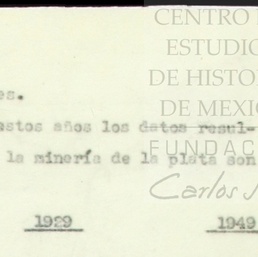 CENTRO
ESTUDIO
DE HISTO
DE MEXI
FUNDAC
Carlos
es.
estos años los datos resul-
la minería de la plata son
1929 1949